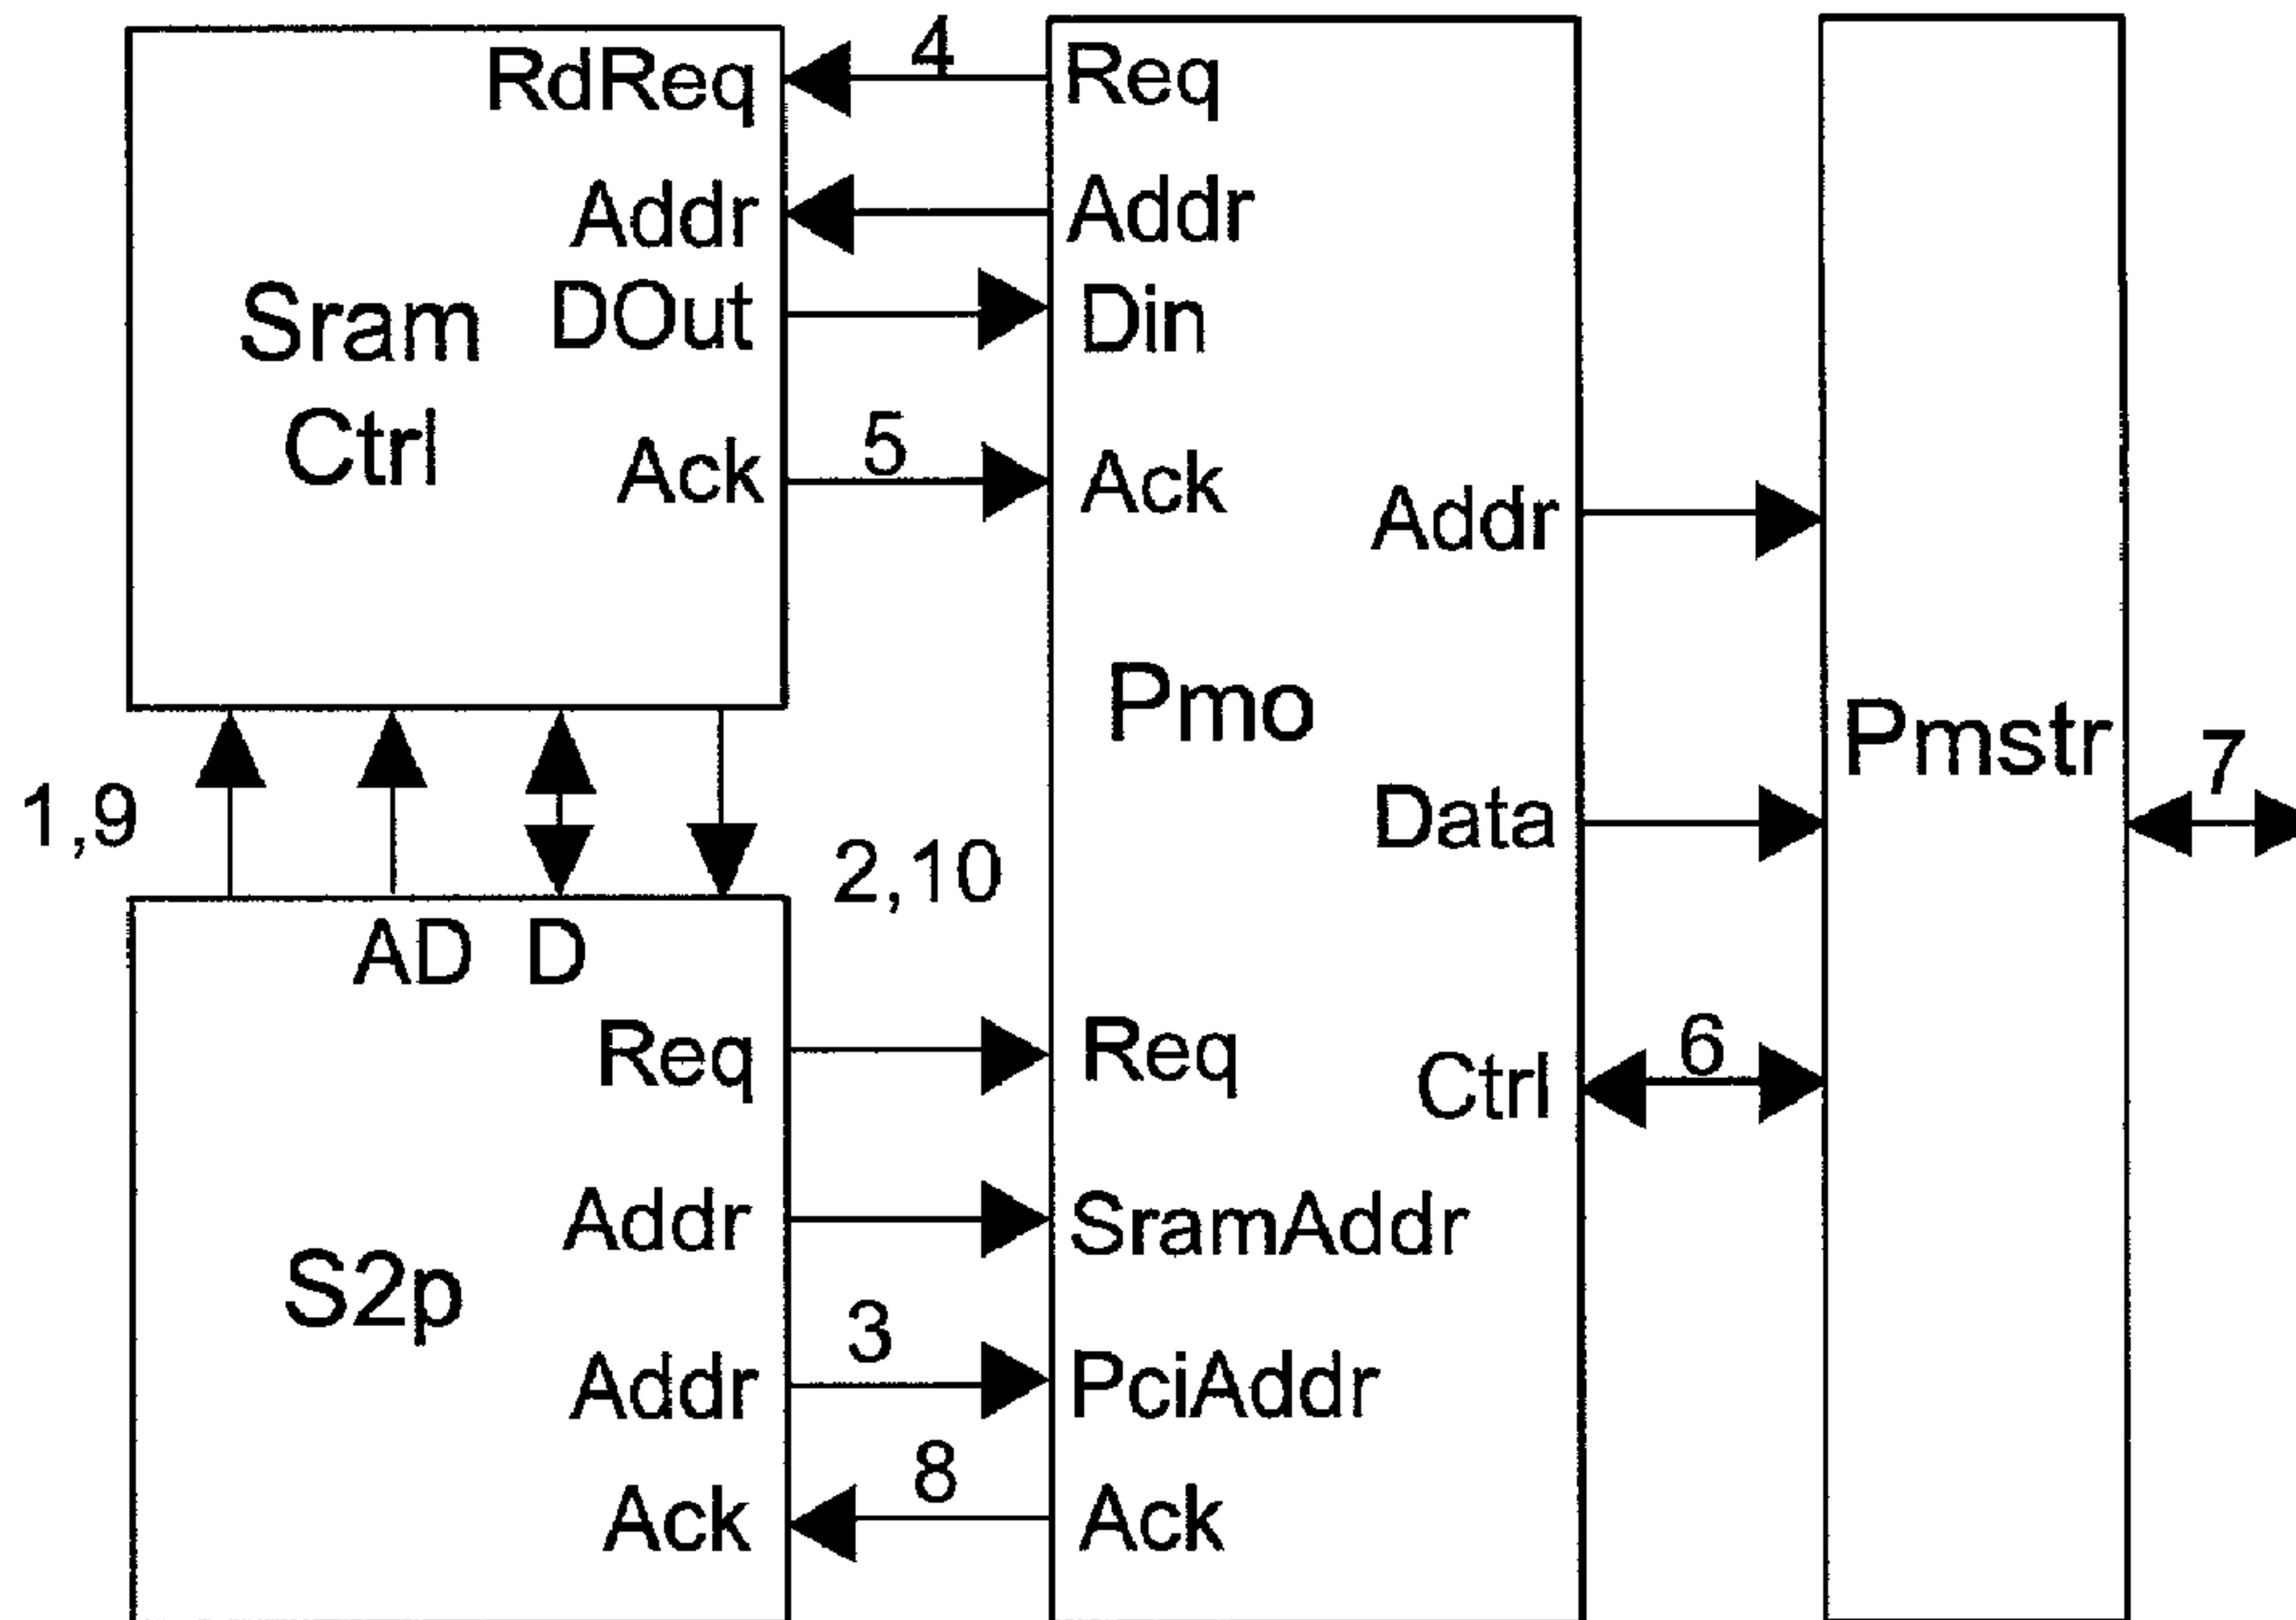 RdReq
4
Req
Addr
Addr
Sram
Ctrl
DOut
Din
Ack
5
Ack
Addr
Pmo
Pmstr
7
Data
1,9
2,10
AD D
Req
Req
Ctrl
6
Addr
SramAddr
S2p
Addr
3
PciAddr
Ack
8
Ack